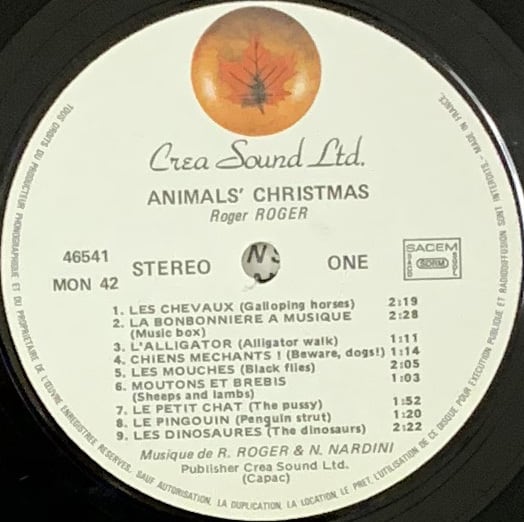 Crea Sound Ltd.
ANIMALS' CHRISTMAS
Roger ROGER
46541
MON 42
STEREO
ONE
SACEM
SACD
SDRM
SGDL
1. LES CHEVAUX (Galloping horses) 2:19
2. LA BONBONNIERE A MUSIQUE 2:28
(Music box)
3. L'ALLIGATOR (Alligator walk) 1:11
4. CHIENS MECHANTS ! (Beware, dogs!) 1:14
5. LES MOUCHES (Black flies) 2:05
6. MOUTONS ET BREBIS 1:03
(Sheeps and lambs)
7. LE PETIT CHAT (The pussy) 1:52
8. LE PINGOUIN (Penguin strut) 1:20
9. LES DINOSAURES (The dinosaurs) 2:22
Musique de R. ROGER & N. NARDINI
Publisher Crea Sound Ltd.
(Capac)
TOUS DROITS DU PRODUCTEUR PHONOGRAPHIQUE ET DU PROPRIETAIRE DE L'ŒUVRE ENREGISTREE RESERVES. SAUF AUTORISATION, LA DUPLICATION, LA LOCATION, LE PRET, L'UTILISATION DE CE DISQUE POUR EXECUTION PUBLIQUE ET RADIODIFFUSION SONT INTERDITS - MADE IN FRANCE.